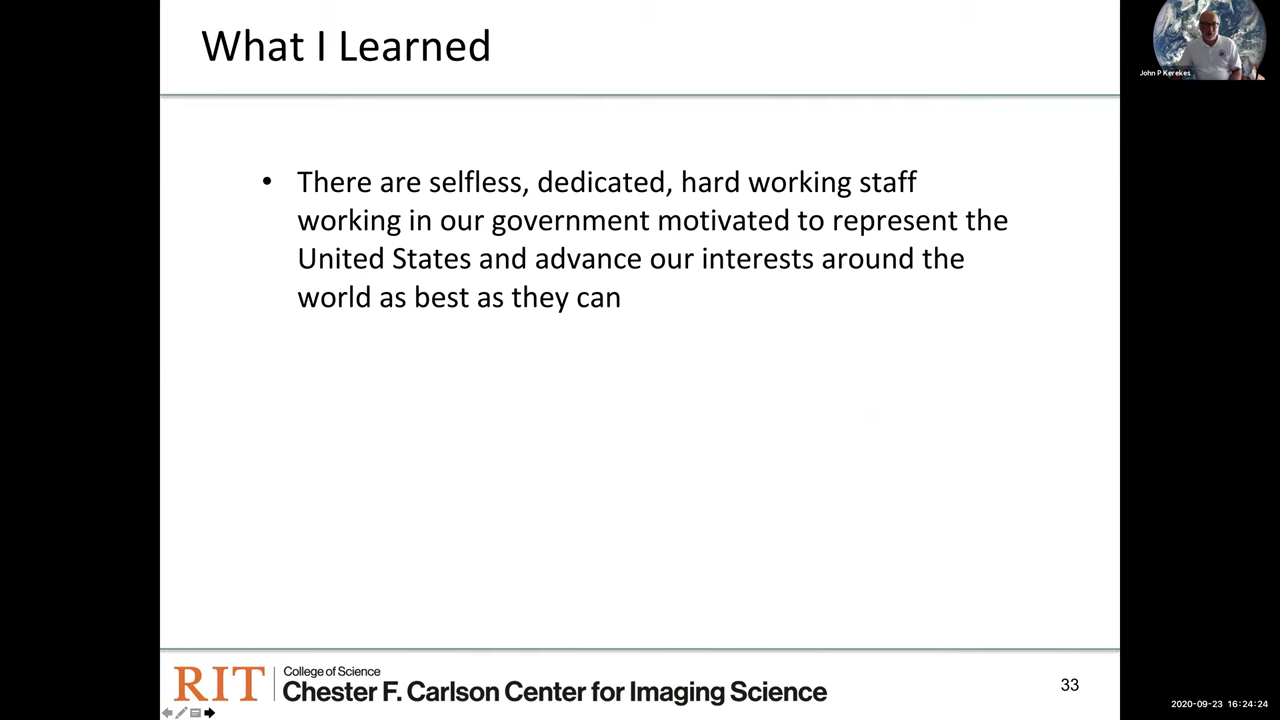 What I Learned
John P Kerekes
• There are selfless, dedicated, hard working staff
working in our government motivated to represent the
United States and advance our interests around the
world as best as they can
RIT
College of Science
Chester F. Carlson Center for Imaging Science
33
2020-09-23 16:24:24